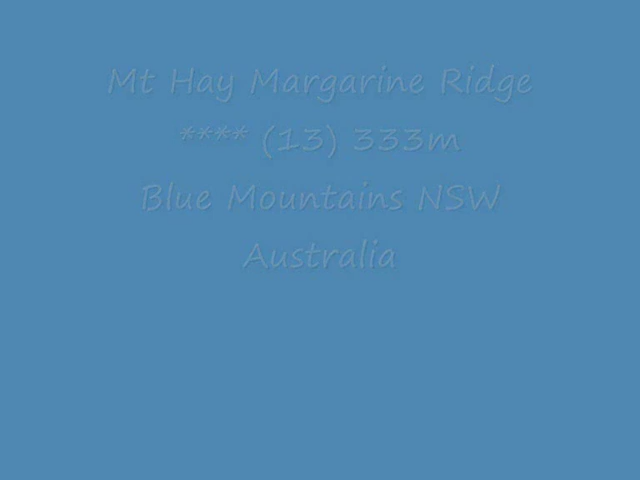 Mt Hay Margarine Ridge
**** (13) 333m
Blue Mountains NSW
Australia